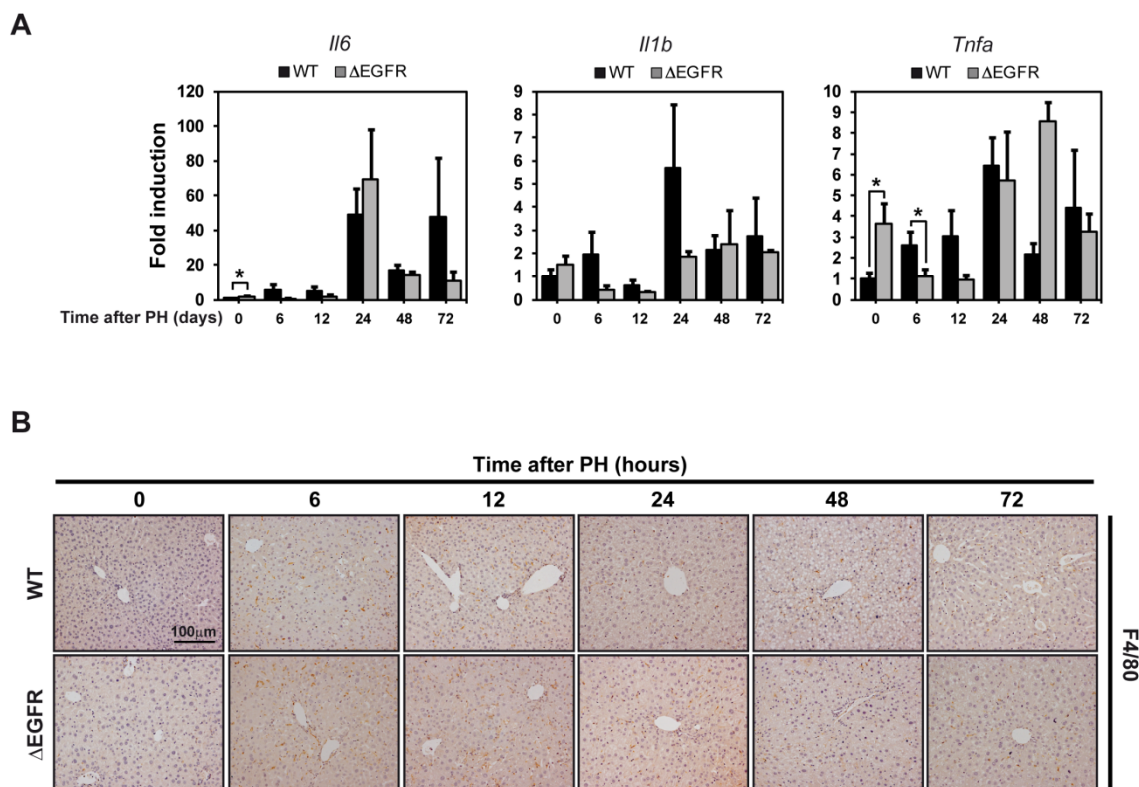 A
Il6
WT ΔEGFR
Fold induction
120
100
80
60
40
20
0
*
Time after PH (days)
0 6 12 24 48 72
Il1b
WT ΔEGFR
9
8
7
6
5
4
3
2
1
0
0 6 12 24 48 72
Tnfa
WT ΔEGFR
10
9
8
7
6
5
4
3
2
1
0
* *
0 6 12 24 48 72
B
Time after PH (hours)
0 6 12 24 48 72
WT
100μm
ΔEGFR
F4/80